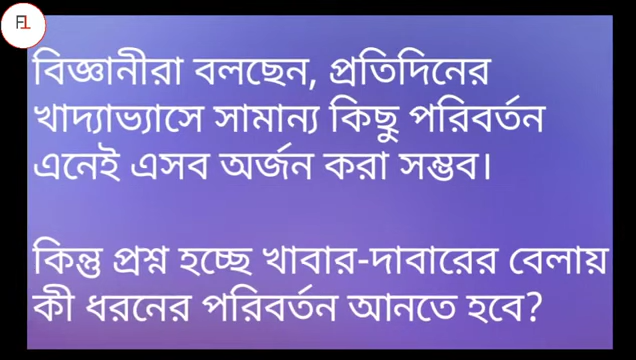 FL
বিজ্ঞানীরা বলছেন, প্রতিদিনের
খাদ্যাভ্যাসে সামান্য কিছু পরিবর্তন
এনেই এসব অর্জন করা সম্ভব।
কিন্তু প্রশ্ন হচ্ছে খাবার-দাবারের বেলায়
কী ধরনের পরিবর্তন আনতে হবে?